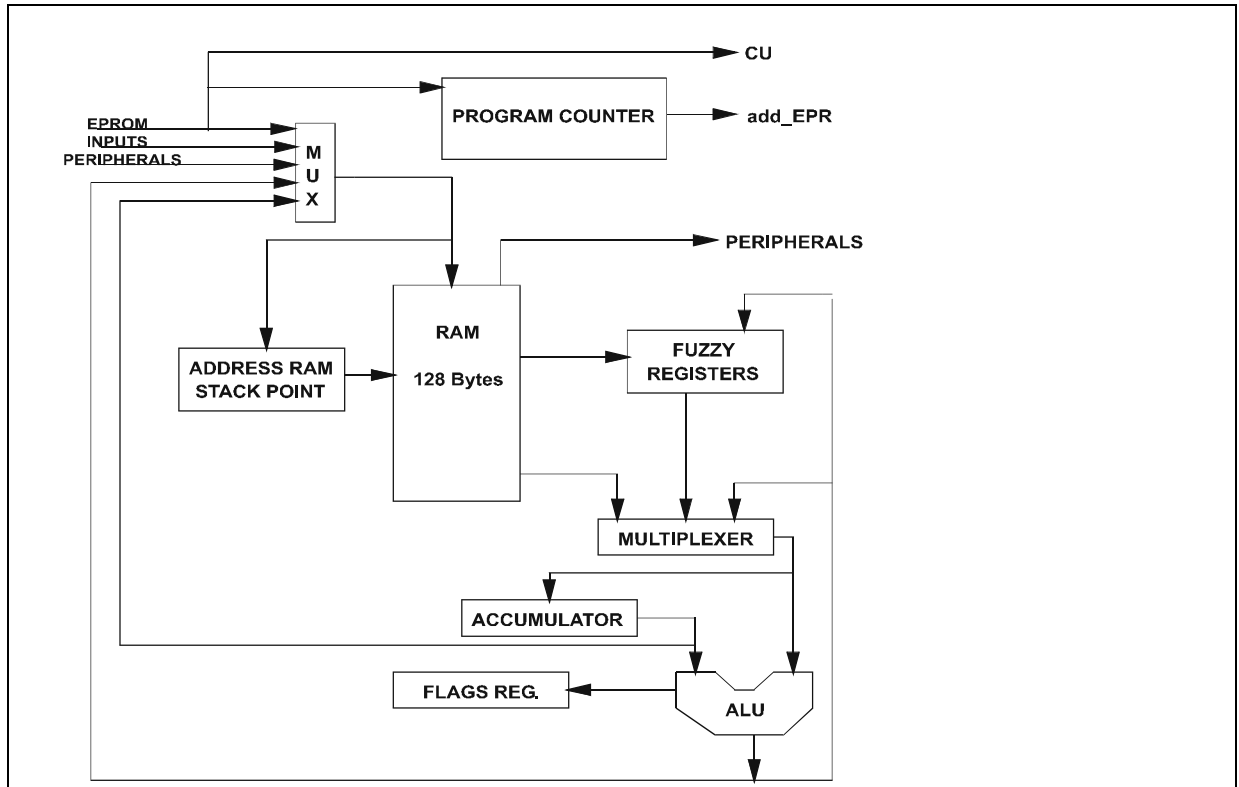 CU
PROGRAM COUNTER
add_EPR
EPROM
INPUTS
PERIPHERALS
M
U
X
PERIPHERALS
RAM
128 Bytes
FUZZY
REGISTERS
ADDRESS RAM
STACK POINT
MULTIPLEXER
ACCUMULATOR
FLAGS REG.
ALU